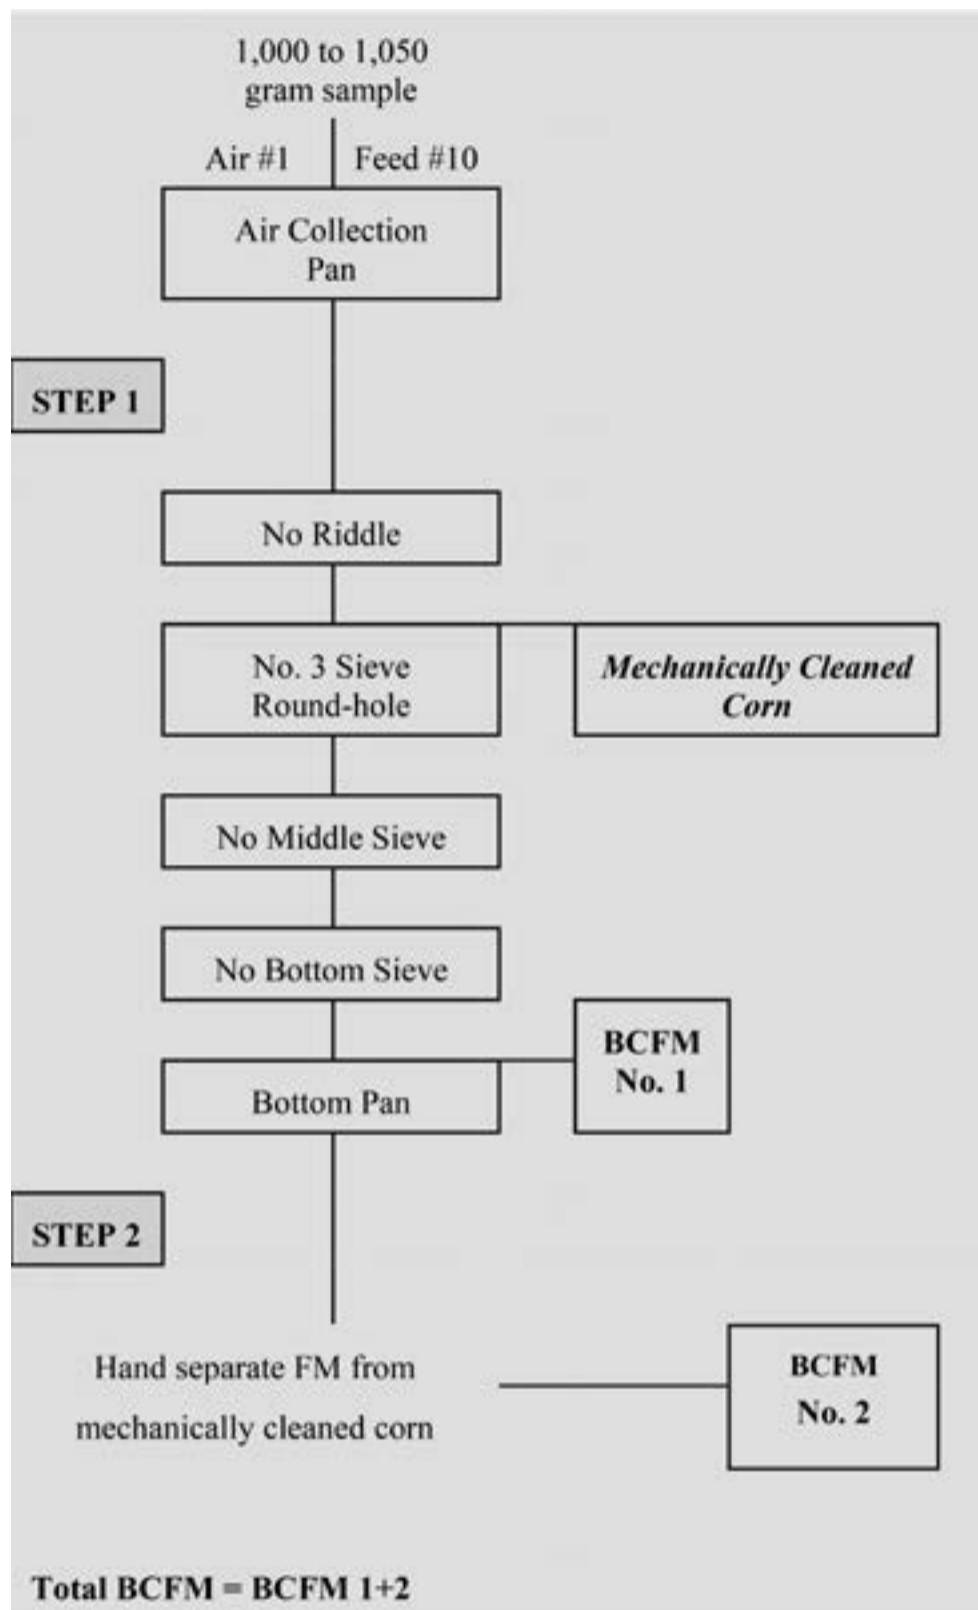 1,000 to 1,050
gram sample
Air #1
Feed #10
Air Collection
Pan
STEP 1
No Riddle
No. 3 Sieve
Round-hole
Mechanically Cleaned
Corn
No Middle Sieve
No Bottom Sieve
BCFM
No. 1
Bottom Pan
STEP 2
Hand separate FM from
mechanically cleaned corn
BCFM
No. 2
Total BCFM = BCFM 1+2